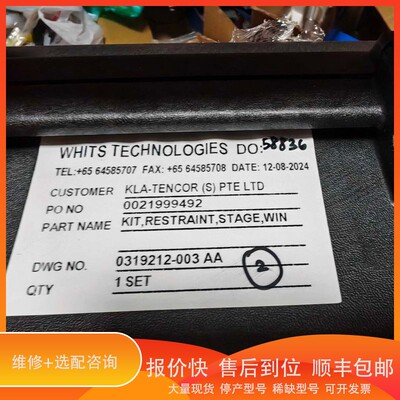 WHITS TECHNOLOGIES DO: 58836
TEL:+65 64585707 FAX: +65 64585708 DATE: 12-08-2024
CUSTOMER KLA-TENCOR (S) PTE LTD
PO NO 0021999492
PART NAME KIT,RESTRAINT,STAGE,WIN
DWG NO. 0319212-003 AA
QTY 1 SET
2
维修+选配咨询
报价快 售后到位 顺丰包邮
大量现货 停产型号 稀缺型号 可开发票